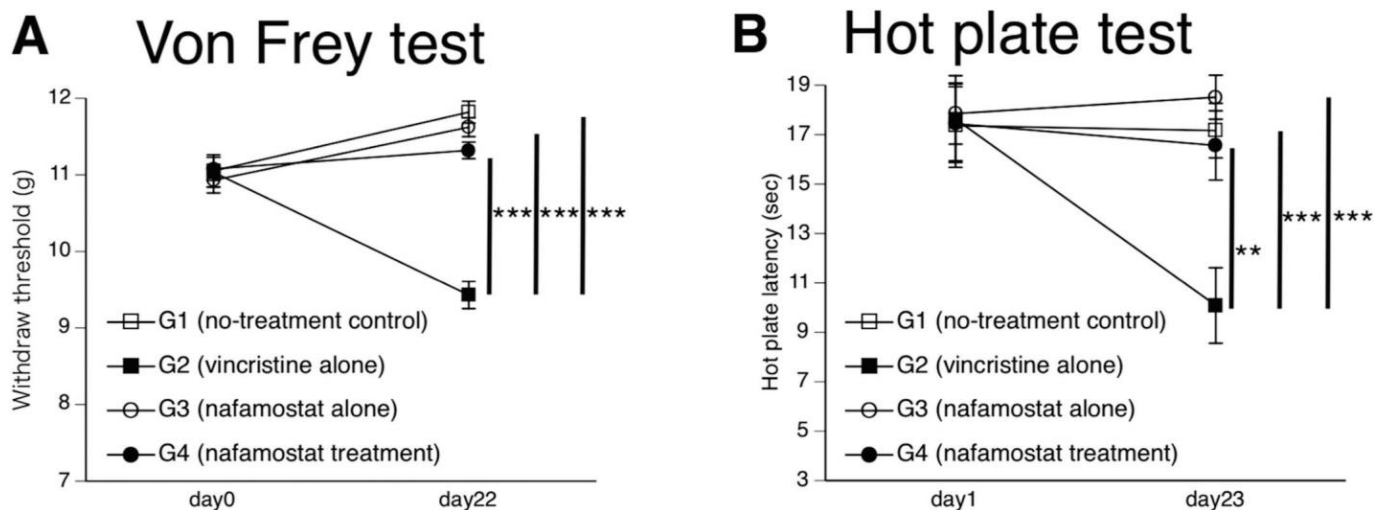 A Von Frey test
Withdraw threshold (g)
12
11
10
9
8
7
*** *** ***
G1 (no-treatment control)
G2 (vincristine alone)
G3 (nafamostat alone)
G4 (nafamostat treatment)
day0 day22
B Hot plate test
Hot plate latency (sec)
19
17
15
13
11
9
7
5
3
** *** ***
G1 (no-treatment control)
G2 (vincristine alone)
G3 (nafamostat alone)
G4 (nafamostat treatment)
day1 day23